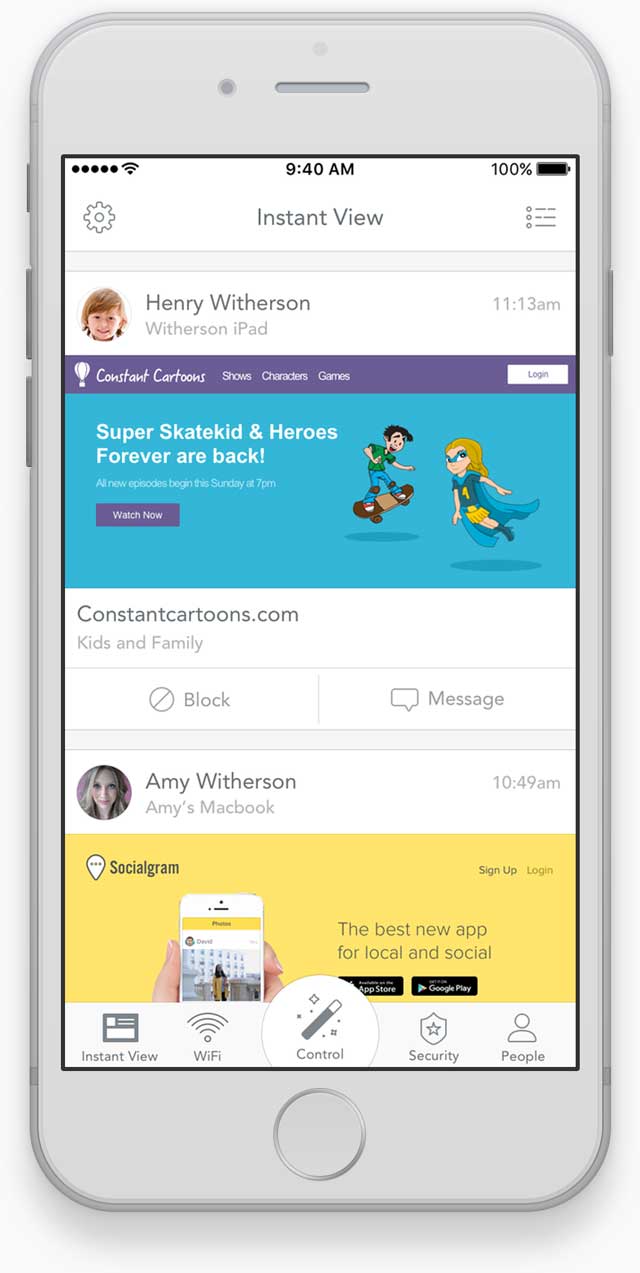 9:40 AM
100%
Instant View
Henry Witherson
11:13am
Witherson iPad
Constant Cartoons Shows Characters Games Login
Super Skatekid & Heroes
Forever are back!
All new episodes begin this Sunday at 7pm
Watch Now
A
Constantcartoons.com
Kids and Family
Block
Message
Amy Witherson
10:49am
Amy's Macbook
Socialgram
Sign Up Login
Photos
David
The best new app
for local and social
Available on the
App Store
GET IT ON
Google Play
Instant View
WiFi
Control
Security
People